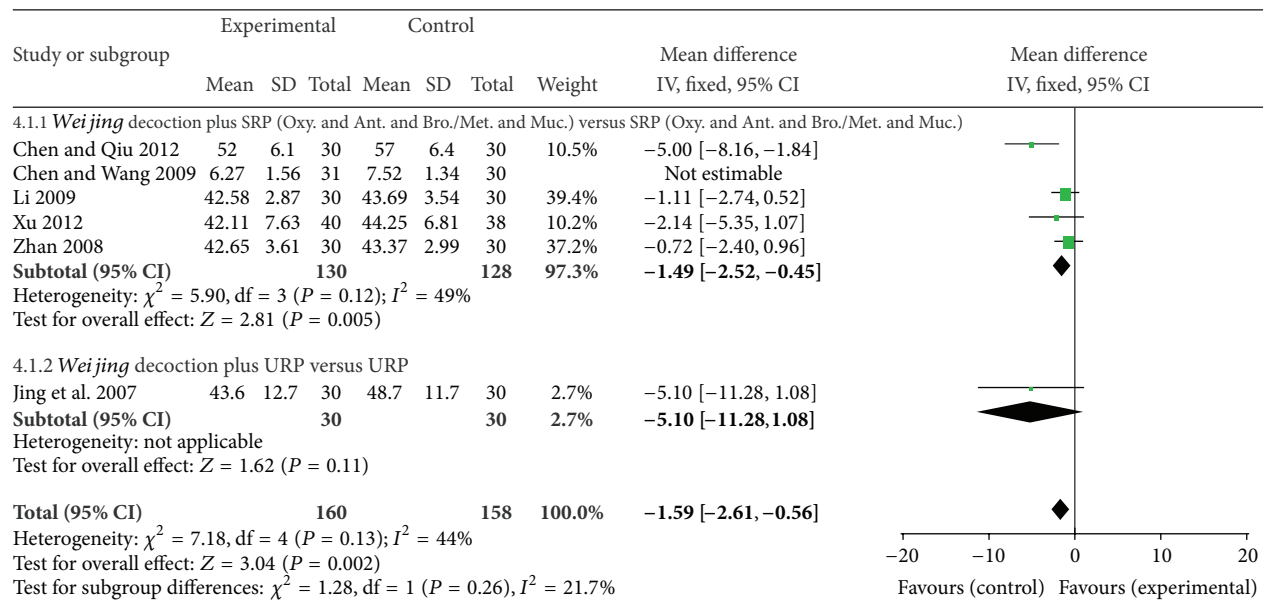 Experimental Control
Study or subgroup Mean difference Mean difference
Mean SD Total Mean SD Total Weight IV, fixed, 95% CI IV, fixed, 95% CI
4.1.1 Wei jing decoction plus SRP (Oxy. and Ant. and Bro./Met. and Muc.) versus SRP (Oxy. and Ant. and Bro./Met. and Muc.)
Chen and Qiu 2012 52 6.1 30 57 6.4 30 10.5% −5.00 [−8.16, −1.84]
Chen and Wang 2009 6.27 1.56 31 7.52 1.34 30 Not estimable
Li 2009 42.58 2.87 30 43.69 3.54 30 39.4% −1.11 [−2.74, 0.52]
Xu 2012 42.11 7.63 40 44.25 6.81 38 10.2% −2.14 [−5.35, 1.07]
Zhan 2008 42.65 3.61 30 43.37 2.99 30 37.2% −0.72 [−2.40, 0.96]
Subtotal (95% CI) 130 128 97.3% −1.49 [−2.52, −0.45]
Heterogeneity: χ² = 5.90, df = 3 (P = 0.12); I² = 49%
Test for overall effect: Z = 2.81 (P = 0.005)
4.1.2 Wei jing decoction plus URP versus URP
Jing et al. 2007 43.6 12.7 30 48.7 11.7 30 2.7% −5.10 [−11.28, 1.08]
Subtotal (95% CI) 30 30 2.7% −5.10 [−11.28, 1.08]
Heterogeneity: not applicable
Test for overall effect: Z = 1.62 (P = 0.11)
Total (95% CI) 160 158 100.0% −1.59 [−2.61, −0.56]
Heterogeneity: χ² = 7.18, df = 4 (P = 0.13); I² = 44%
Test for overall effect: Z = 3.04 (P = 0.002)
Test for subgroup differences: χ² = 1.28, df = 1 (P = 0.26), I² = 21.7%
−20 −10 0 10 20
Favours (control) Favours (experimental)